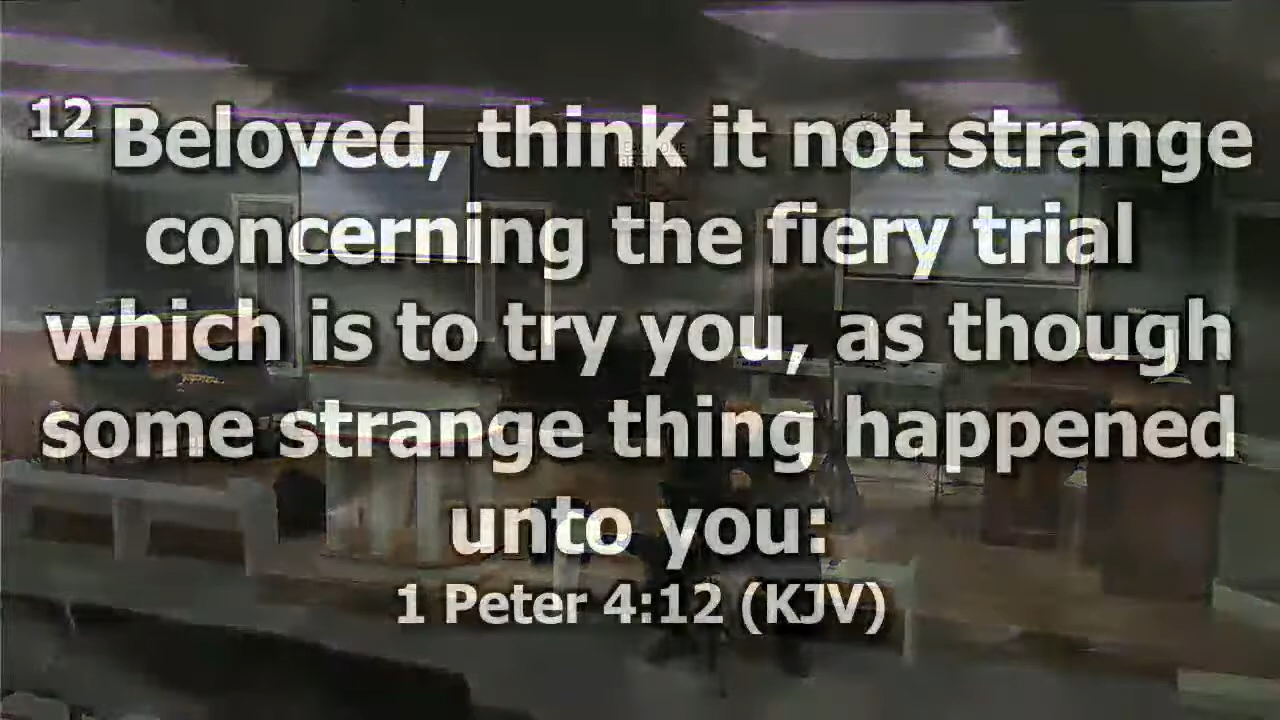 12 Beloved, think it not strange
concerning the fiery trial
which is to try you, as though
some strange thing happened
unto you:
1 Peter 4:12 (KJV)